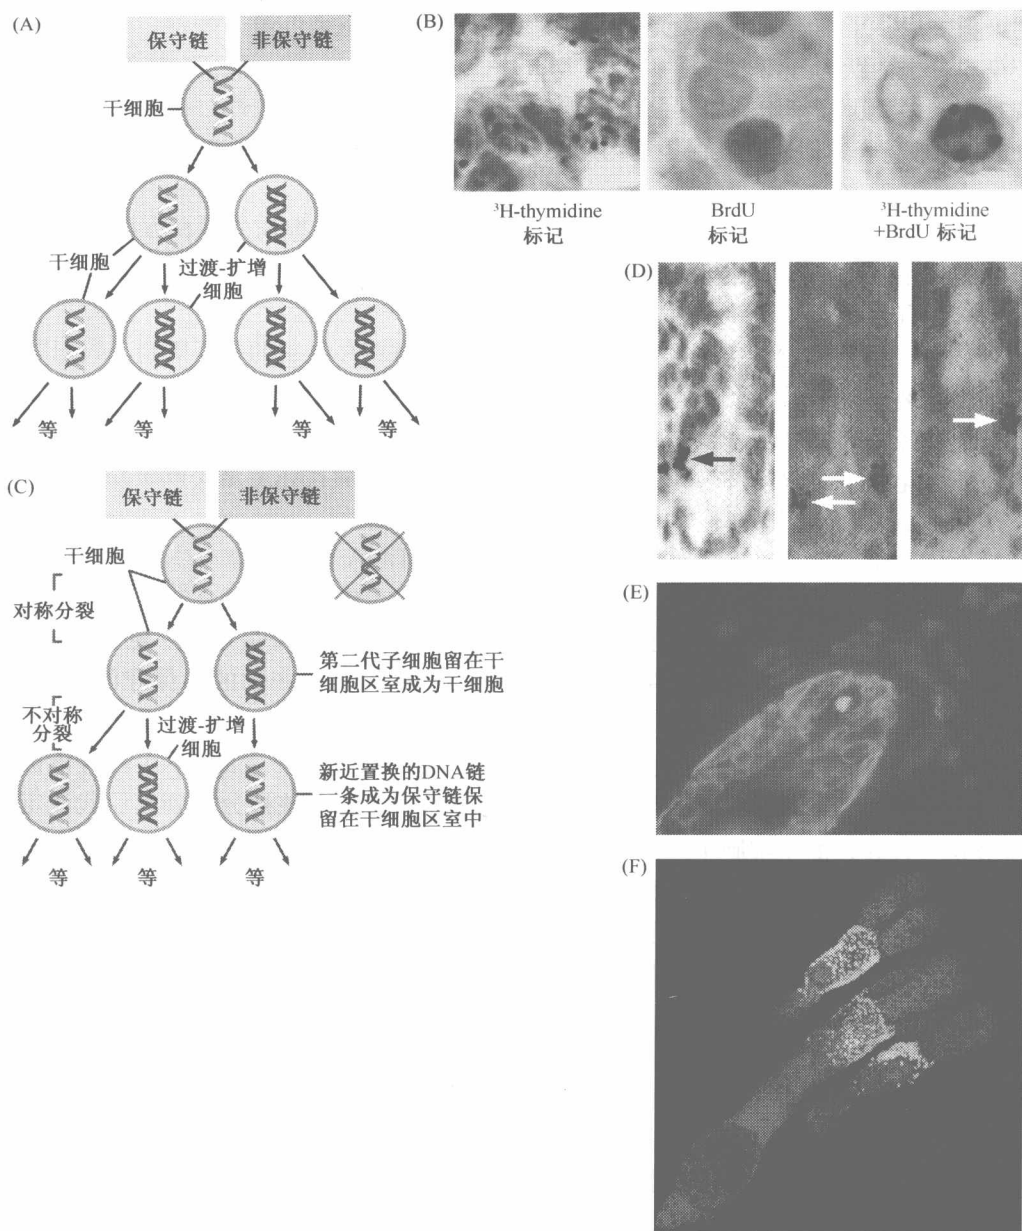 (A)
保守链
非保守链
干细胞
干细胞
过渡-扩增
细胞
等
等
等
等
(B)
³H-thymidine
标记
BrdU
标记
³H-thymidine
+BrdU 标记
(C)
保守链
非保守链
干细胞
对称分裂
第二代子细胞留在干
细胞区室成为干细胞
不对称
分裂
过渡-扩增
细胞
新近置换的DNA链
一条成为保守链保
留在干细胞区室中
等
等
等
(D)
(E)
(F)